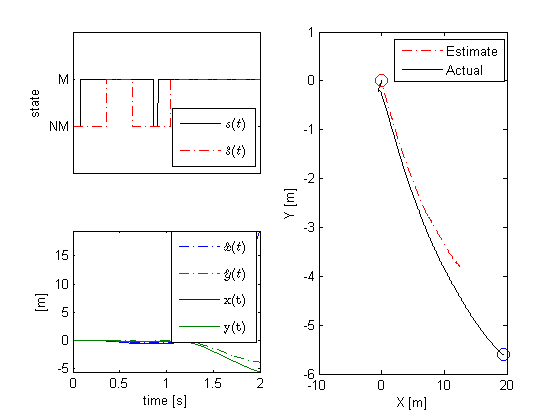 state
M
NM
s(t)
ŝ(t)
[m]
15
10
5
0
-5
0
0.5
1
1.5
2
time [s]
x̂(t)
ŷ(t)
x(t)
y(t)
Y [m]
1
0
-1
-2
-3
-4
-5
-6
-10
0
10
20
X [m]
Estimate
Actual